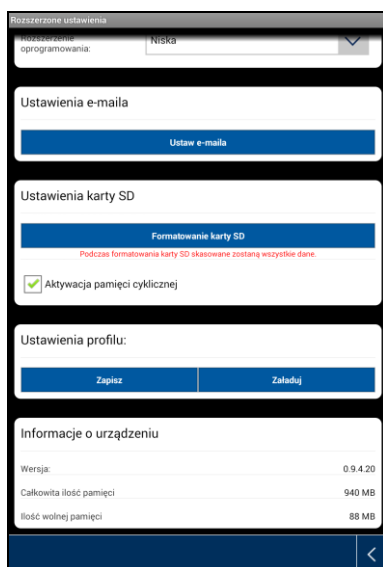 Rozszerzone ustawienia
Rozszerzenie
oprogramowania:
Niska
Ustawienia e-maila
Ustaw e-maila
Ustawienia karty SD
Formatowanie karty SD
Podczas formatowania karty SD skasowane zostaną wszystkie dane.
Aktywacja pamięci cyklicznej
Ustawienia profilu:
Zapisz
Załaduj
Informacje o urządzeniu
Wersja: 0.9.4.20
Całkowita ilość pamięci 940 MB
Ilość wolnej pamięci 88 MB